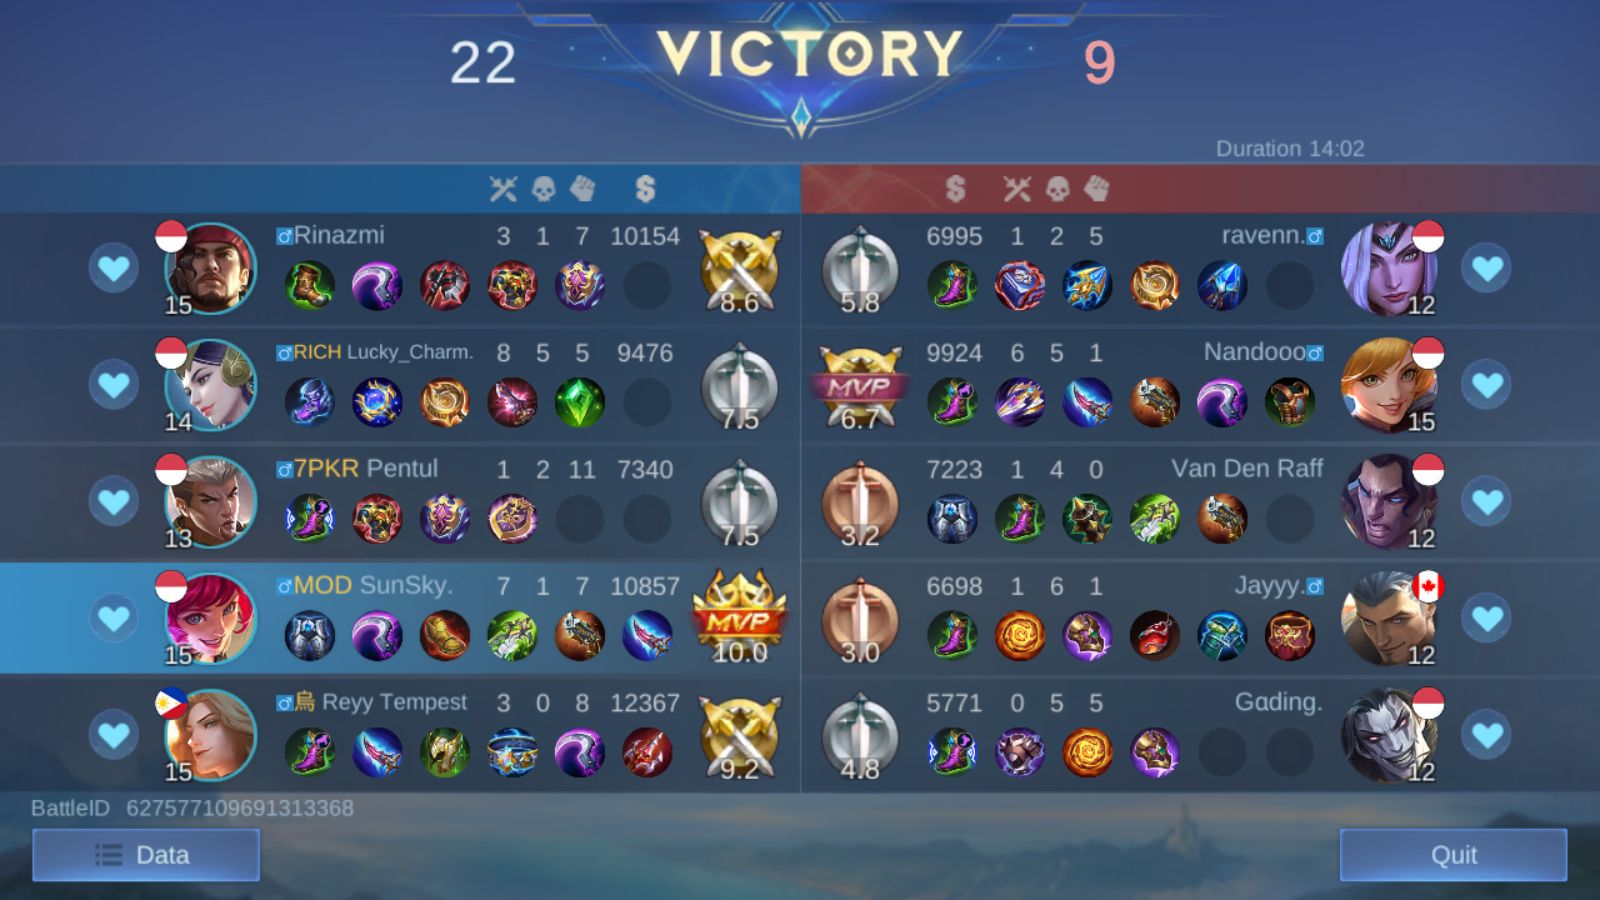 22 VICTORY 9
Duration 14:02
Rinazmi 3 1 7 10154 8.6 15
5.8 6995 1 2 5 ravenn. 12
RICH Lucky_Charm. 8 5 5 9476 7.5 14
MVP 6.7 9924 6 5 1 Nandooo 15
7PKR Pentul 1 2 11 7340 7.5 13
3.2 7223 1 4 0 Van Den Raff 12
MOD SunSky. 7 1 7 10857 MVP 10.0 15
3.0 6698 1 6 1 Jayyy. 12
烏 Reyy Tempest 3 0 8 12367 9.2 15
4.8 5771 0 5 5 Gɑding. 12
BattleID 627577109691313368
Data
Quit